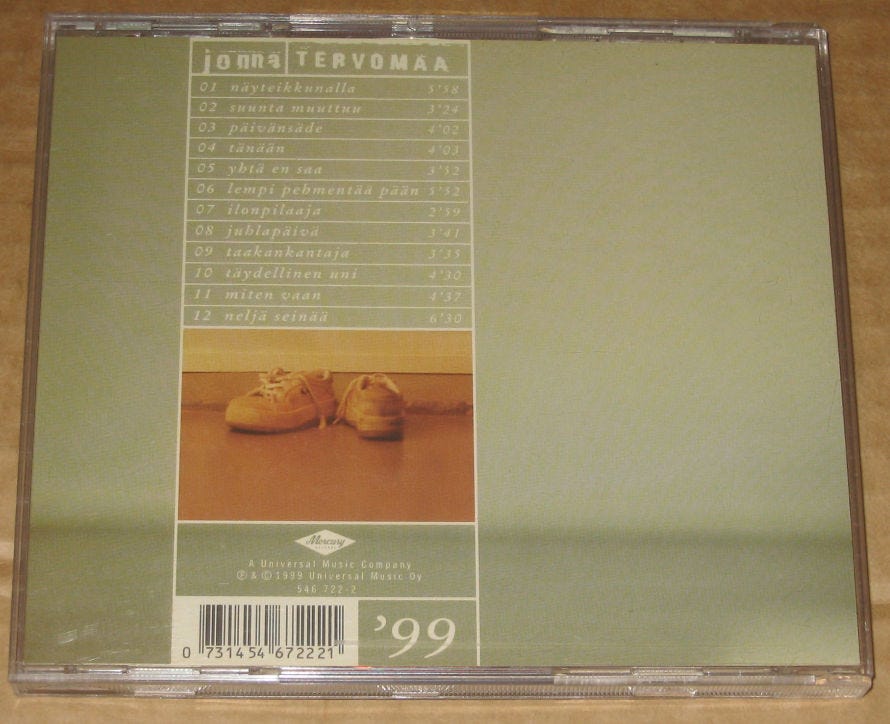 jonna TERVOMAA
01 näyteikkunalla 5'58
02 suunta muuttuu 3'24
03 päivänsäde 4'02
04 tänään 4'03
05 yhtä en saa 3'52
06 lempi pehmentää pään 5'52
07 ilonpilaaja 2'59
08 juhlapäivä 3'41
09 taakankantaja 3'35
10 täydellinen uni 4'30
11 miten vaan 4'37
12 neljä seinää 6'30
Mercury
RECORDS
A Universal Music Company
℗ & © 1999 Universal Music Oy
546 722-2
0 731454 672221
'99